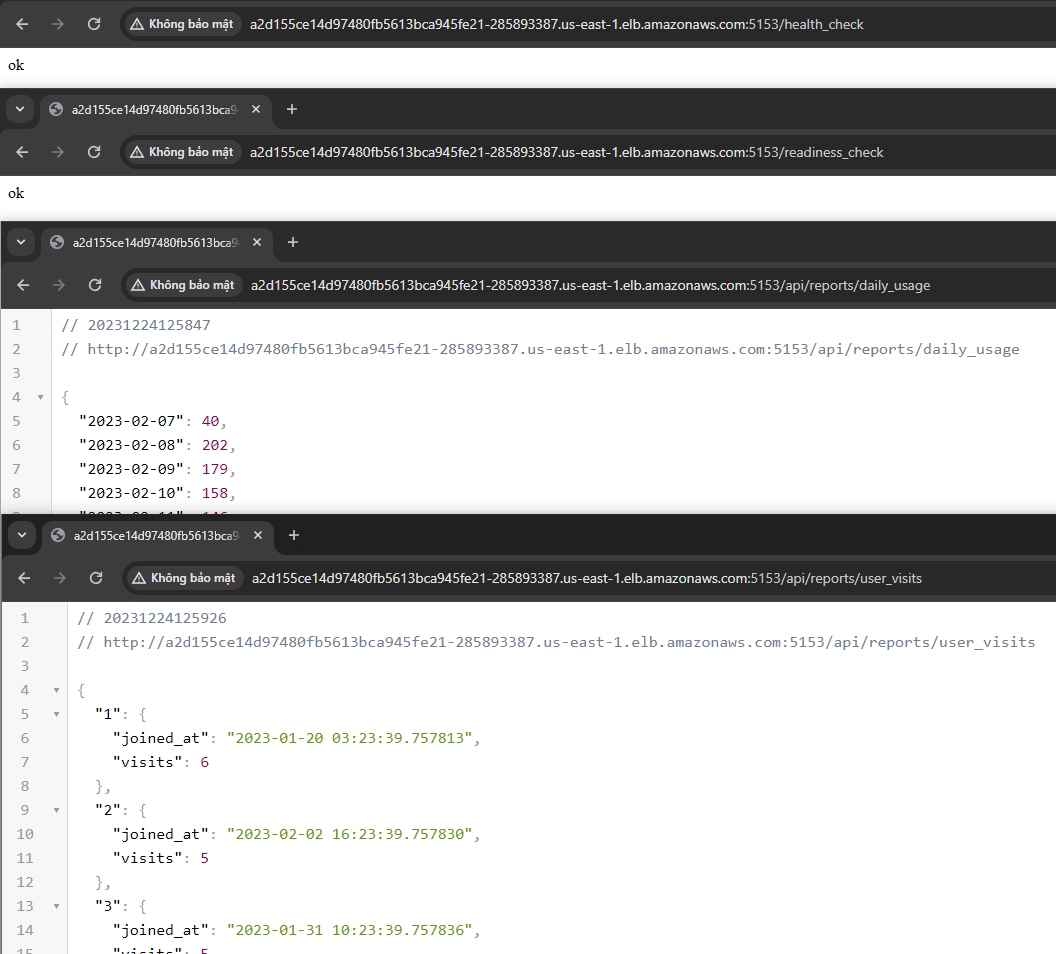 Không bảo mật a2d155ce14d97480fb5613bca945fe21-285893387.us-east-1.elb.amazonaws.com:5153/health_check
ok
a2d155ce14d97480fb5613bca9
Không bảo mật a2d155ce14d97480fb5613bca945fe21-285893387.us-east-1.elb.amazonaws.com:5153/readiness_check
ok
a2d155ce14d97480fb5613bca9
Không bảo mật a2d155ce14d97480fb5613bca945fe21-285893387.us-east-1.elb.amazonaws.com:5153/api/reports/daily_usage
1 // 20231224125847
2 // http://a2d155ce14d97480fb5613bca945fe21-285893387.us-east-1.elb.amazonaws.com:5153/api/reports/daily_usage
3
4 {
5 "2023-02-07": 40,
6 "2023-02-08": 202,
7 "2023-02-09": 179,
8 "2023-02-10": 158,
a2d155ce14d97480fb5613bca9
Không bảo mật a2d155ce14d97480fb5613bca945fe21-285893387.us-east-1.elb.amazonaws.com:5153/api/reports/user_visits
1 // 20231224125926
2 // http://a2d155ce14d97480fb5613bca945fe21-285893387.us-east-1.elb.amazonaws.com:5153/api/reports/user_visits
3
4 {
5 "1": {
6 "joined_at": "2023-01-20 03:23:39.757813",
7 "visits": 6
8 },
9 "2": {
10 "joined_at": "2023-02-02 16:23:39.757830",
11 "visits": 5
12 },
13 "3": {
14 "joined_at": "2023-01-31 10:23:39.757836",
15 "visits": 5